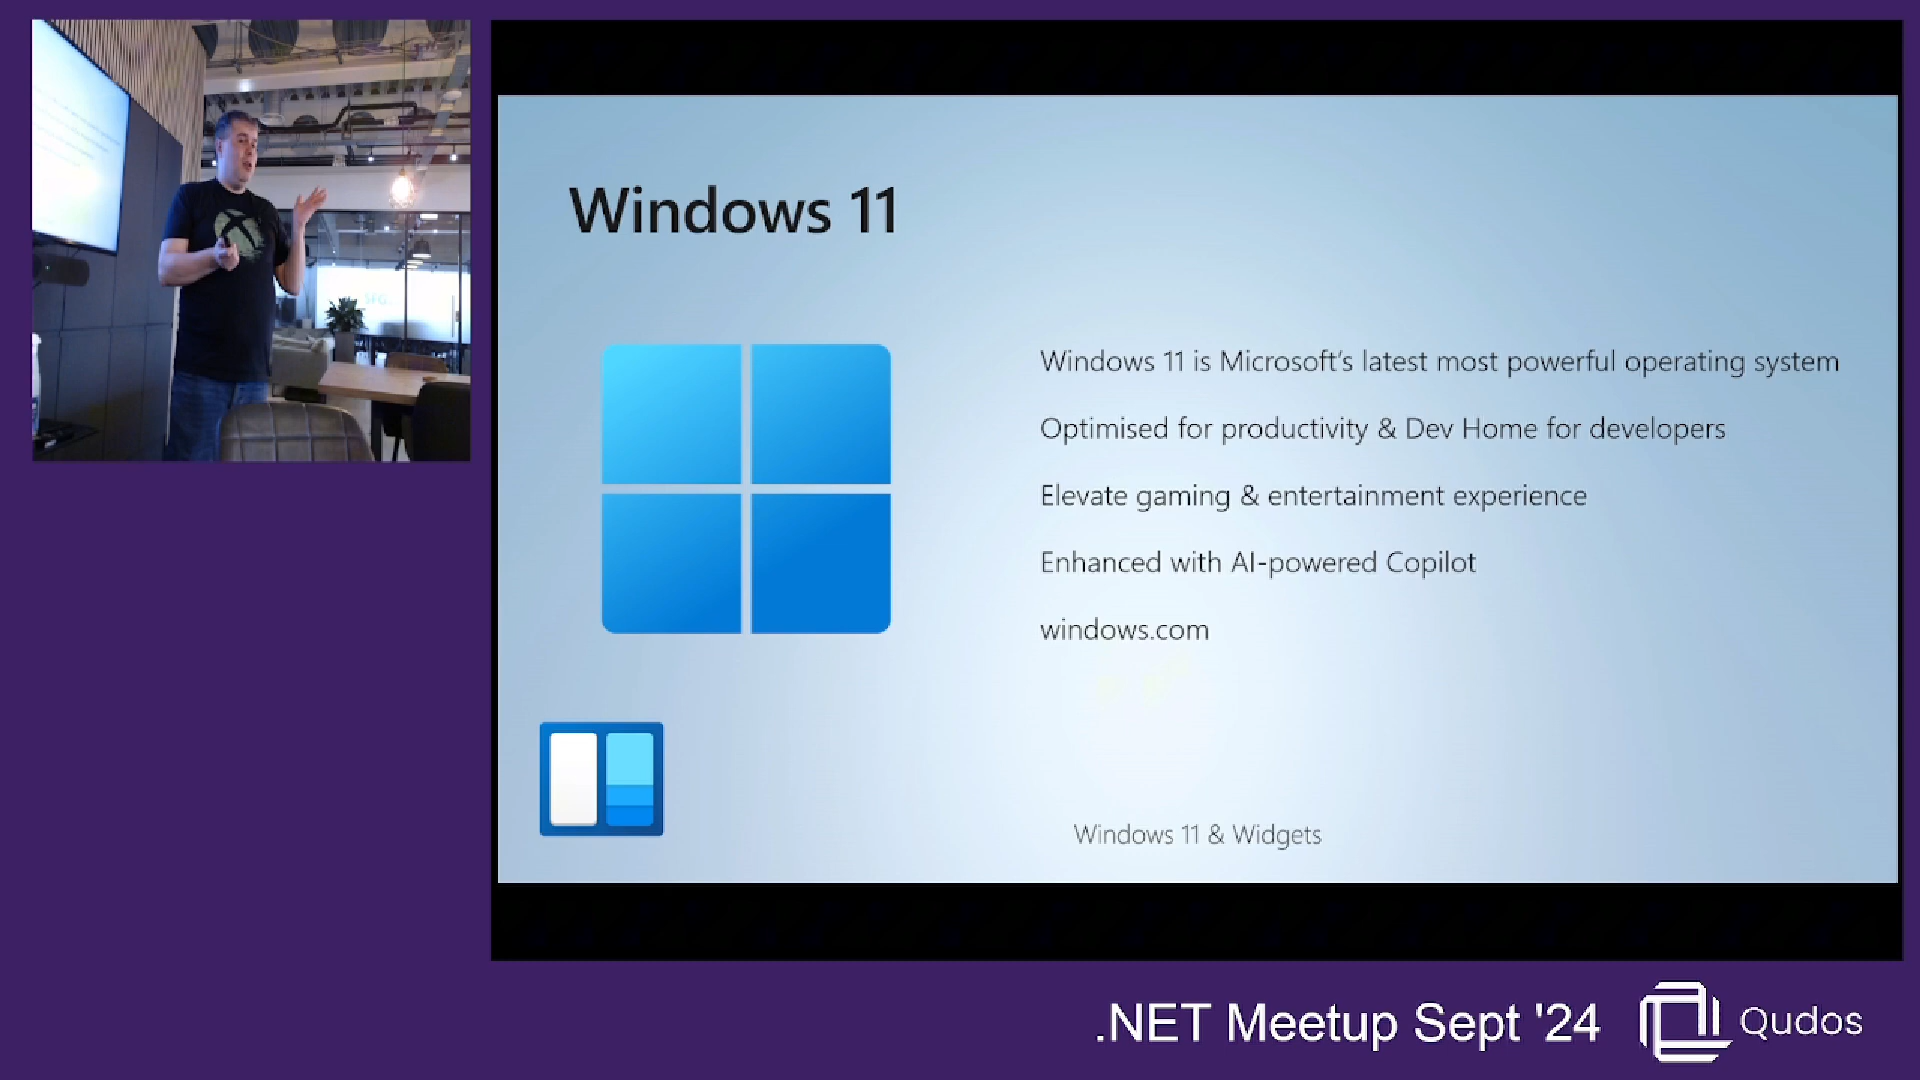 Windows 11
Windows 11 is Microsoft's latest most powerful operating system
Optimised for productivity & Dev Home for developers
Elevate gaming & entertainment experience
Enhanced with AI-powered Copilot
windows.com
Windows 11 & Widgets
.NET Meetup Sept '24
Qudos